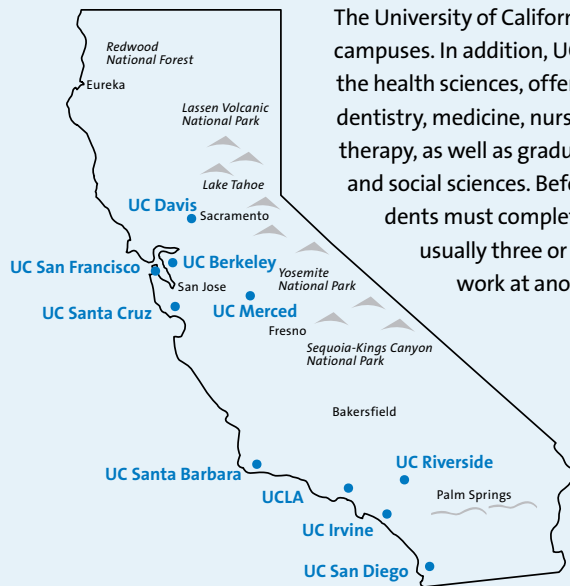 The University of Califor
campuses. In addition, UC
the health sciences, offer
dentistry, medicine, nurs
therapy, as well as gradu
and social sciences. Befo
dents must complet
usually three or
work at ano
Redwood
National Forest
Eureka
Lassen Volcanic
National Park
Lake Tahoe
UC Davis
Sacramento
UC San Francisco
UC Berkeley
San Jose
Yosemite
National Park
UC Santa Cruz
UC Merced
Fresno
Sequoia-Kings Canyon
National Park
Bakersfield
UC Santa Barbara
UC Riverside
UCLA
Palm Springs
UC Irvine
UC San Diego